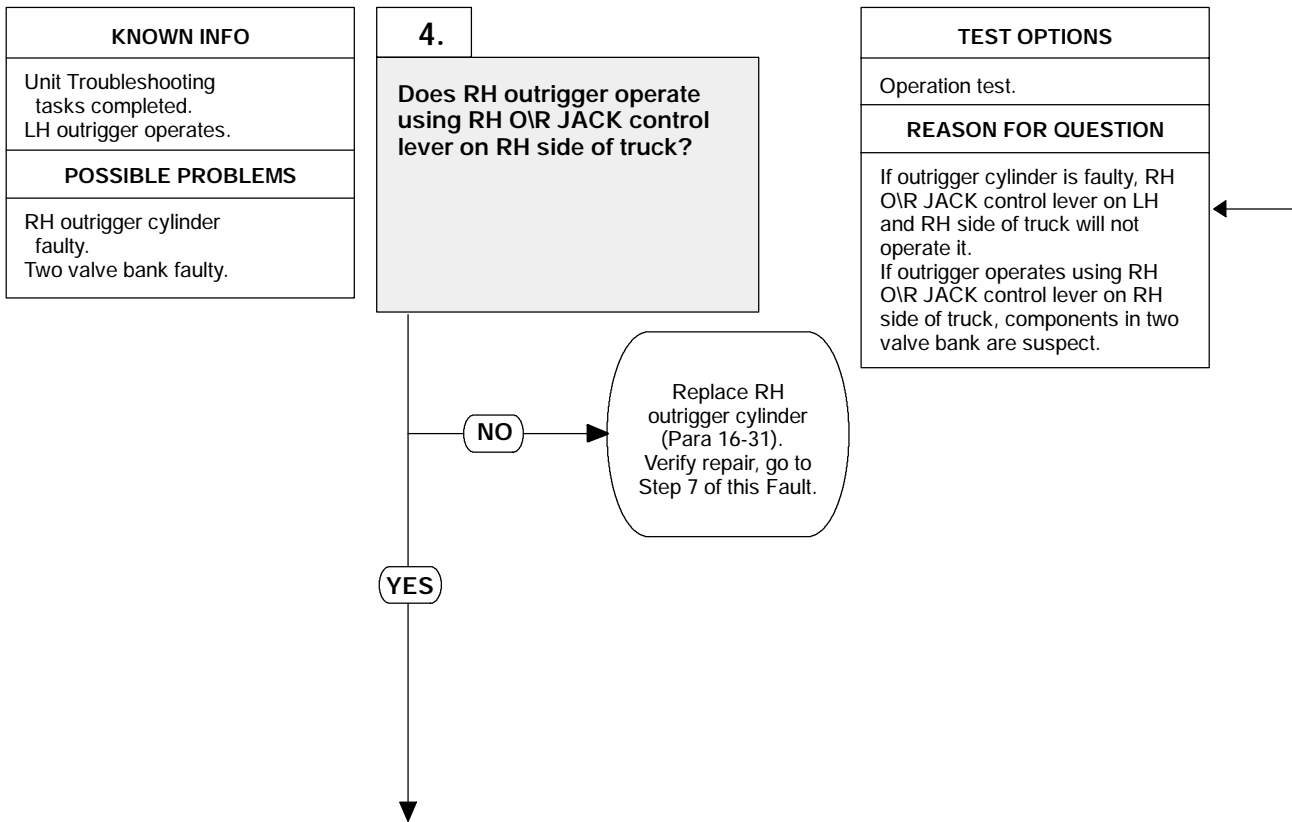 KNOWN INFO
Unit Troubleshooting
tasks completed.
LH outrigger operates.
POSSIBLE PROBLEMS
RH outrigger cylinder
faulty.
Two valve bank faulty.
4.
Does RH outrigger operate
using RH O\R JACK control
lever on RH side of truck?
TEST OPTIONS
Operation test.
REASON FOR QUESTION
If outrigger cylinder is faulty, RH
O\R JACK control lever on LH
and RH side of truck will not
operate it.
If outrigger operates using RH
O\R JACK control lever on RH
side of truck, components in two
valve bank are suspect.
NO
Replace RH
outrigger cylinder
(Para 16-31).
Verify repair, go to
Step 7 of this Fault.
YES